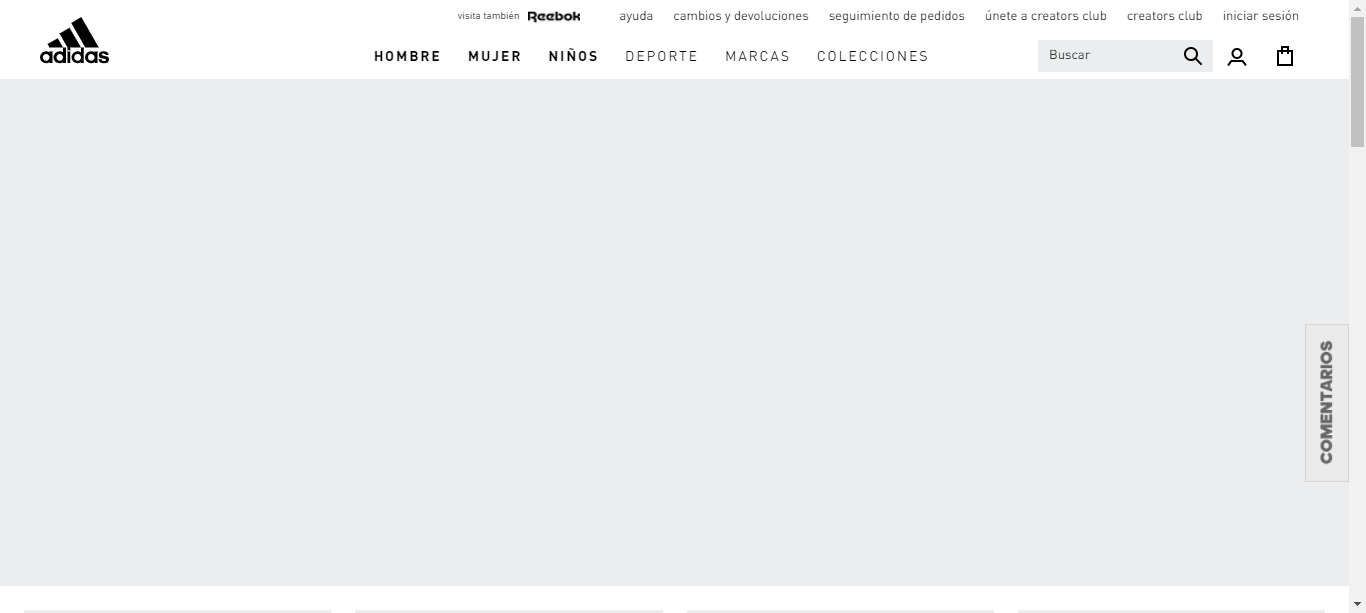 visita también Reebok ayuda cambios y devoluciones seguimiento de pedidos únete a creators club creators club iniciar sesión
adidas
HOMBRE MUJER NIÑOS DEPORTE MARCAS COLECCIONES Buscar
COMENTARIOS